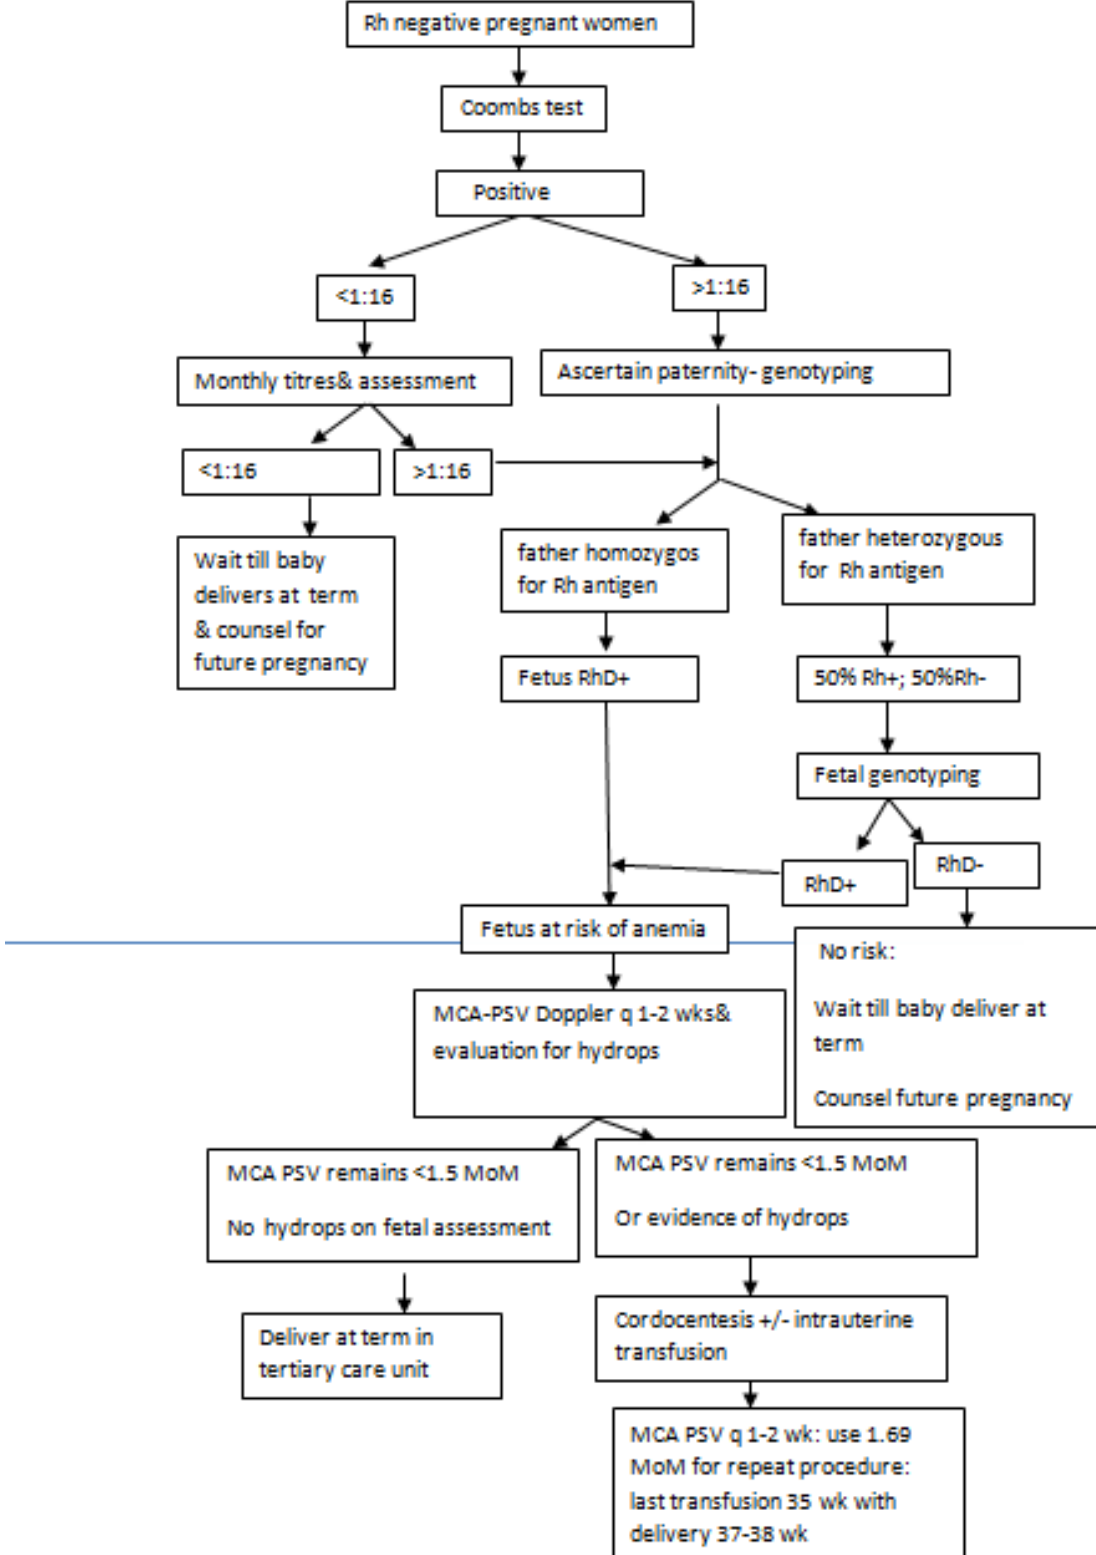 Rh negative pregnant women
Coombs test
Positive
<1:16
>1:16
Monthly titres& assessment
Ascertain paternity- genotyping
<1:16
>1:16
Wait till baby
delivers at term
& counsel for
future pregnancy
father homozygos
for Rh antigen
father heterozygous
for Rh antigen
Fetus RhD+
50% Rh+; 50%Rh-
Fetal genotyping
RhD+
RhD-
Fetus at risk of anemia
No risk:
Wait till baby deliver at
term
Counsel future pregnancy
MCA-PSV Doppler q 1-2 wks&
evaluation for hydrops
MCA PSV remains <1.5 MoM
No hydrops on fetal assessment
MCA PSV remains <1.5 MoM
Or evidence of hydrops
Deliver at term in
tertiary care unit
Cordocentesis +/- intrauterine
transfusion
MCA PSV q 1-2 wk: use 1.69
MoM for repeat procedure:
last transfusion 35 wk with
delivery 37-38 wk